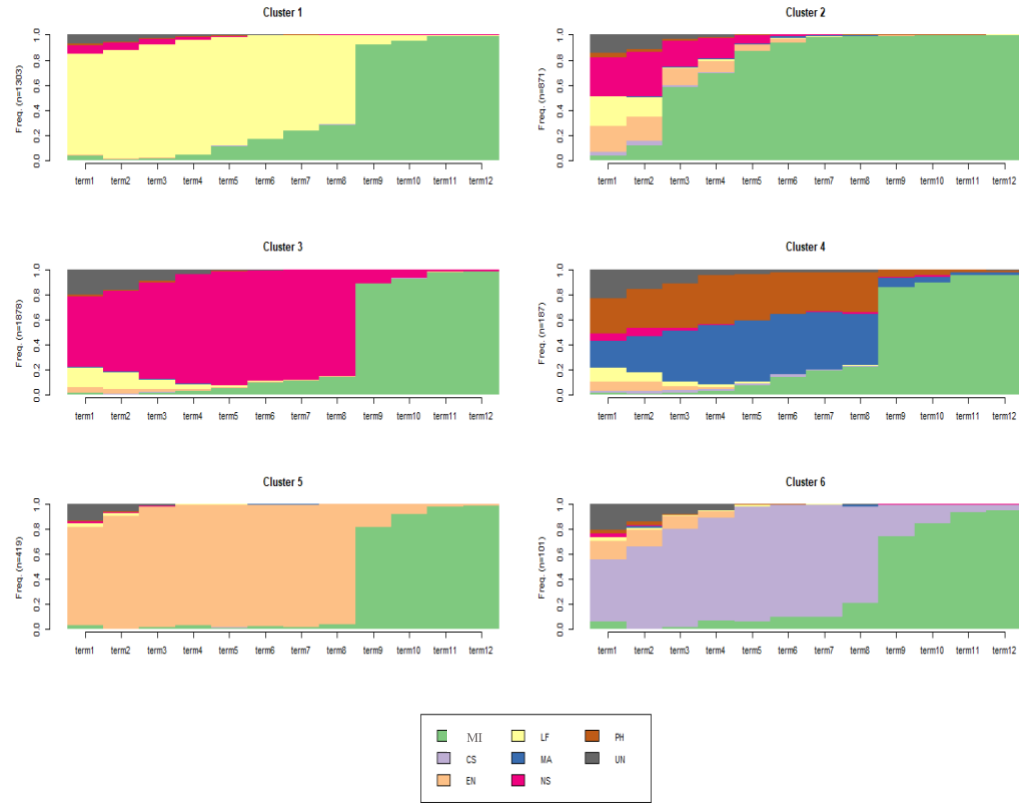 Cluster 1
Cluster 2
Freq. (n=1303)
0.0 0.2 0.4 0.6 0.8 1.0
term1 term2 term3 term4 term5 term6 term7 term8 term9 term10 term11 term12
Freq. (n=871)
0.0 0.2 0.4 0.6 0.8 1.0
term1 term2 term3 term4 term5 term6 term7 term8 term9 term10 term11 term12
Cluster 3
Cluster 4
Freq. (n=1878)
0.0 0.2 0.4 0.6 0.8 1.0
term1 term2 term3 term4 term5 term6 term7 term8 term9 term10 term11 term12
Freq. (n=187)
0.0 0.2 0.4 0.6 0.8 1.0
term1 term2 term3 term4 term5 term6 term7 term8 term9 term10 term11 term12
Cluster 5
Cluster 6
Freq. (n=419)
0.0 0.2 0.4 0.6 0.8 1.0
term1 term2 term3 term4 term5 term6 term7 term8 term9 term10 term11 term12
Freq. (n=101)
0.0 0.2 0.4 0.6 0.8 1.0
term1 term2 term3 term4 term5 term6 term7 term8 term9 term10 term11 term12
MI LF PH
CS MA UN
EN NS